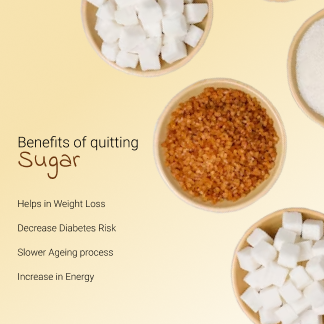 Benefits of quitting
Sugar
Helps in Weight Loss
Decrease Diabetes Risk
Slower Ageing process
Increase in Energy